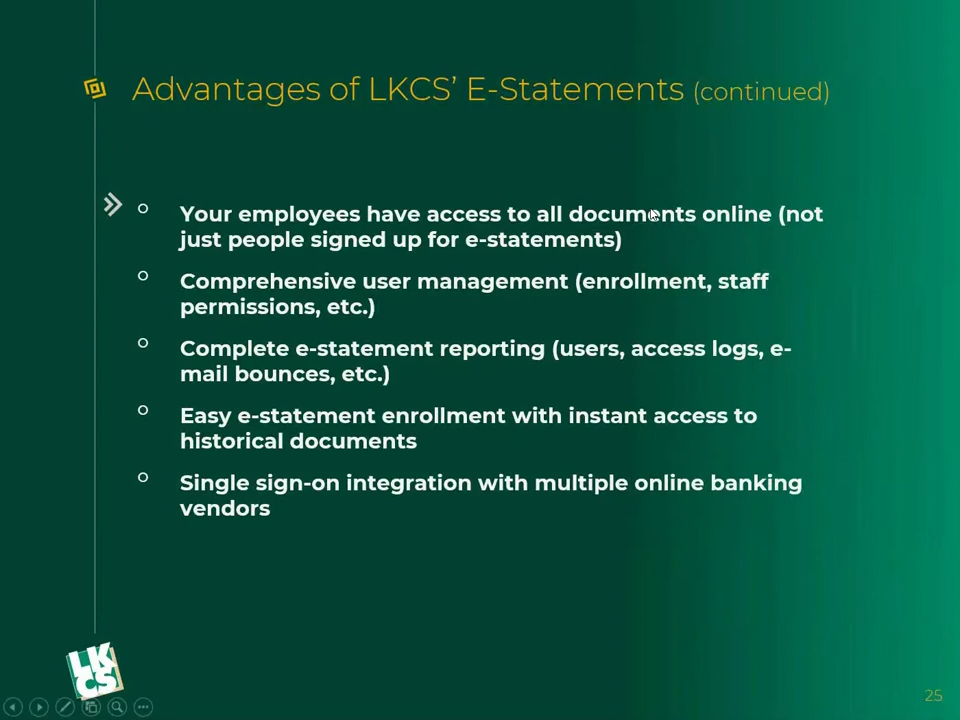 Advantages of LKCS’ E-Statements (continued)
Your employees have access to all documents online (not
just people signed up for e-statements)
Comprehensive user management (enrollment, staff
permissions, etc.)
Complete e-statement reporting (users, access logs, e-
mail bounces, etc.)
Easy e-statement enrollment with instant access to
historical documents
Single sign-on integration with multiple online banking
vendors
LK
CS
25